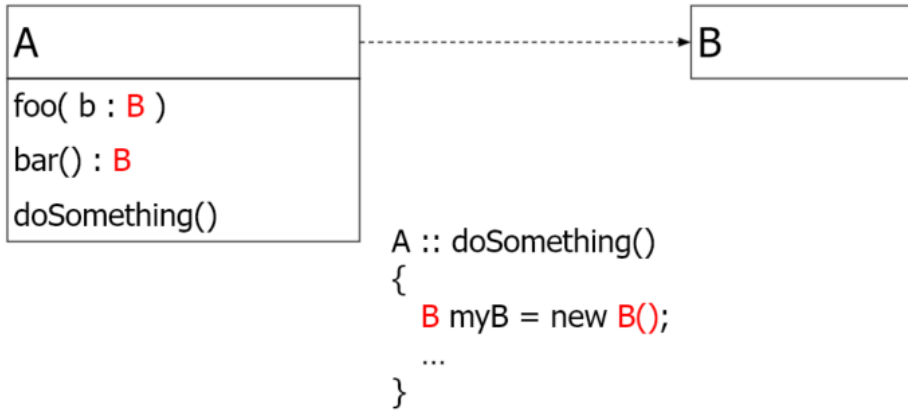 A
B
foo( b : B )
bar() : B
doSomething()
A :: doSomething()
{
B myB = new B();
...
}